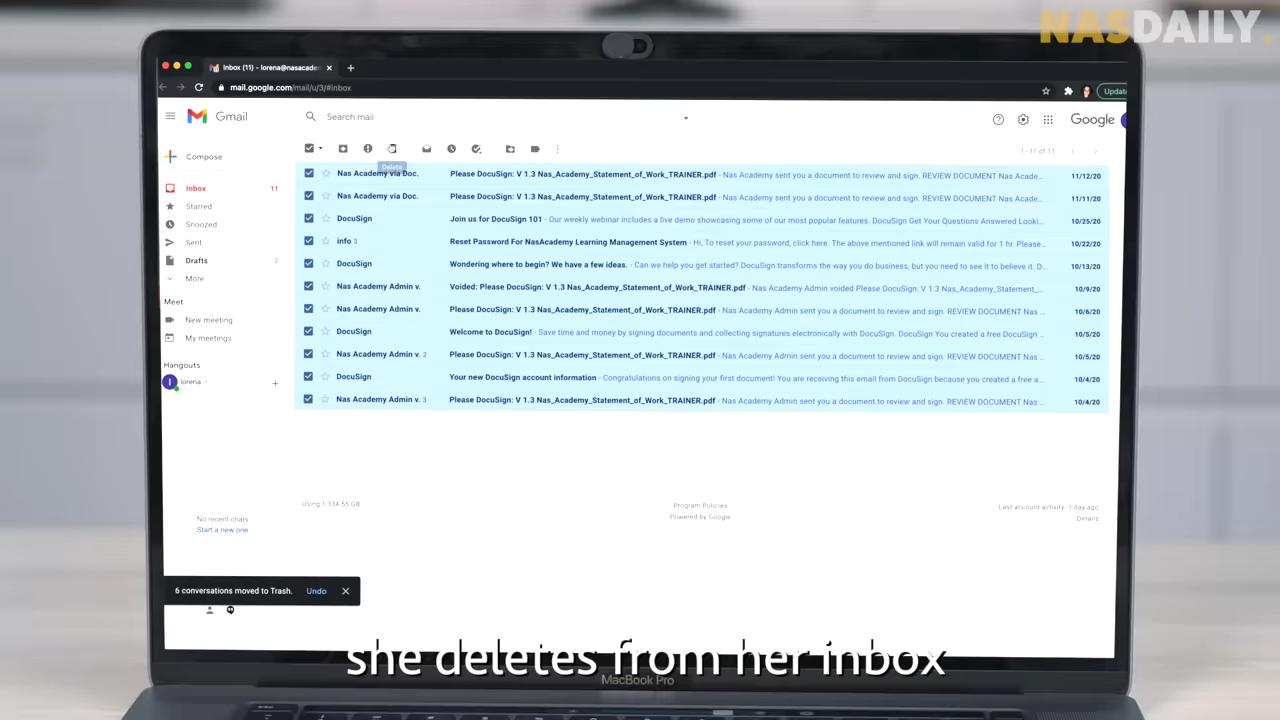 NASDAILY.
Inbox (11) - lorena@nasacade
mail.google.com/mail/u/3/#inbox
Update
Gmail
Search mail
Google
Compose
1 - 11 of 11
Delete
Inbox 11
Starred
Snoozed
Sent
Drafts 2
More
Meet
New meeting
My meetings
Hangouts
lorena
Nas Academy via Doc. Please DocuSign: V 1.3 Nas_Academy_Statement_of_Work_TRAINER.pdf - Nas Academy sent you a document to review and sign. REVIEW DOCUMENT Nas Acade... 11/12/20
Nas Academy via Doc. Please DocuSign: V 1.3 Nas_Academy_Statement_of_Work_TRAINER.pdf - Nas Academy sent you a document to review and sign. REVIEW DOCUMENT Nas Acade... 11/11/20
DocuSign Join us for DocuSign 101 - Our weekly webinar includes a live demo showcasing some of our most popular features. DocuSign Get Your Questions Answered Looki... 10/25/20
info 3 Reset Password For NasAcademy Learning Management System - Hi, To reset your password, click here. The above mentioned link will remain valid for 1 hr. Please... 10/22/20
DocuSign Wondering where to begin? We have a few ideas. - Can we help you get started? DocuSign transforms the way you do business, but you need to see it to believe it. D... 10/13/20
Nas Academy Admin v. Voided: Please DocuSign: V 1.3 Nas_Academy_Statement_of_Work_TRAINER.pdf - Nas Academy Admin voided Please DocuSign: V 1.3 Nas_Academy_Statement_... 10/9/20
Nas Academy Admin v. Please DocuSign: V 1.3 Nas_Academy_Statement_of_Work_TRAINER.pdf - Nas Academy Admin sent you a document to review and sign. REVIEW DOCUMENT Nas ... 10/6/20
DocuSign Welcome to DocuSign! - Save time and money by signing documents and collecting signatures electronically with DocuSign. DocuSign You created a free DocuSign ... 10/5/20
Nas Academy Admin v. 2 Please DocuSign: V 1.3 Nas_Academy_Statement_of_Work_TRAINER.pdf - Nas Academy Admin sent you a document to review and sign. REVIEW DOCUMENT Nas ... 10/5/20
DocuSign Your new DocuSign account information - Congratulations on signing your first document! You are receiving this email from DocuSign because you created a free a... 10/4/20
Nas Academy Admin v. 3 Please DocuSign: V 1.3 Nas_Academy_Statement_of_Work_TRAINER.pdf - Nas Academy Admin sent you a document to review and sign. REVIEW DOCUMENT Nas ... 10/4/20
Using 1,334.55 GB
Program Policies
Powered by Google
Last account activity: 1 day ago
Details
No recent chats
Start a new one
6 conversations moved to Trash. Undo
she deletes from her inbox
MacBook Pro